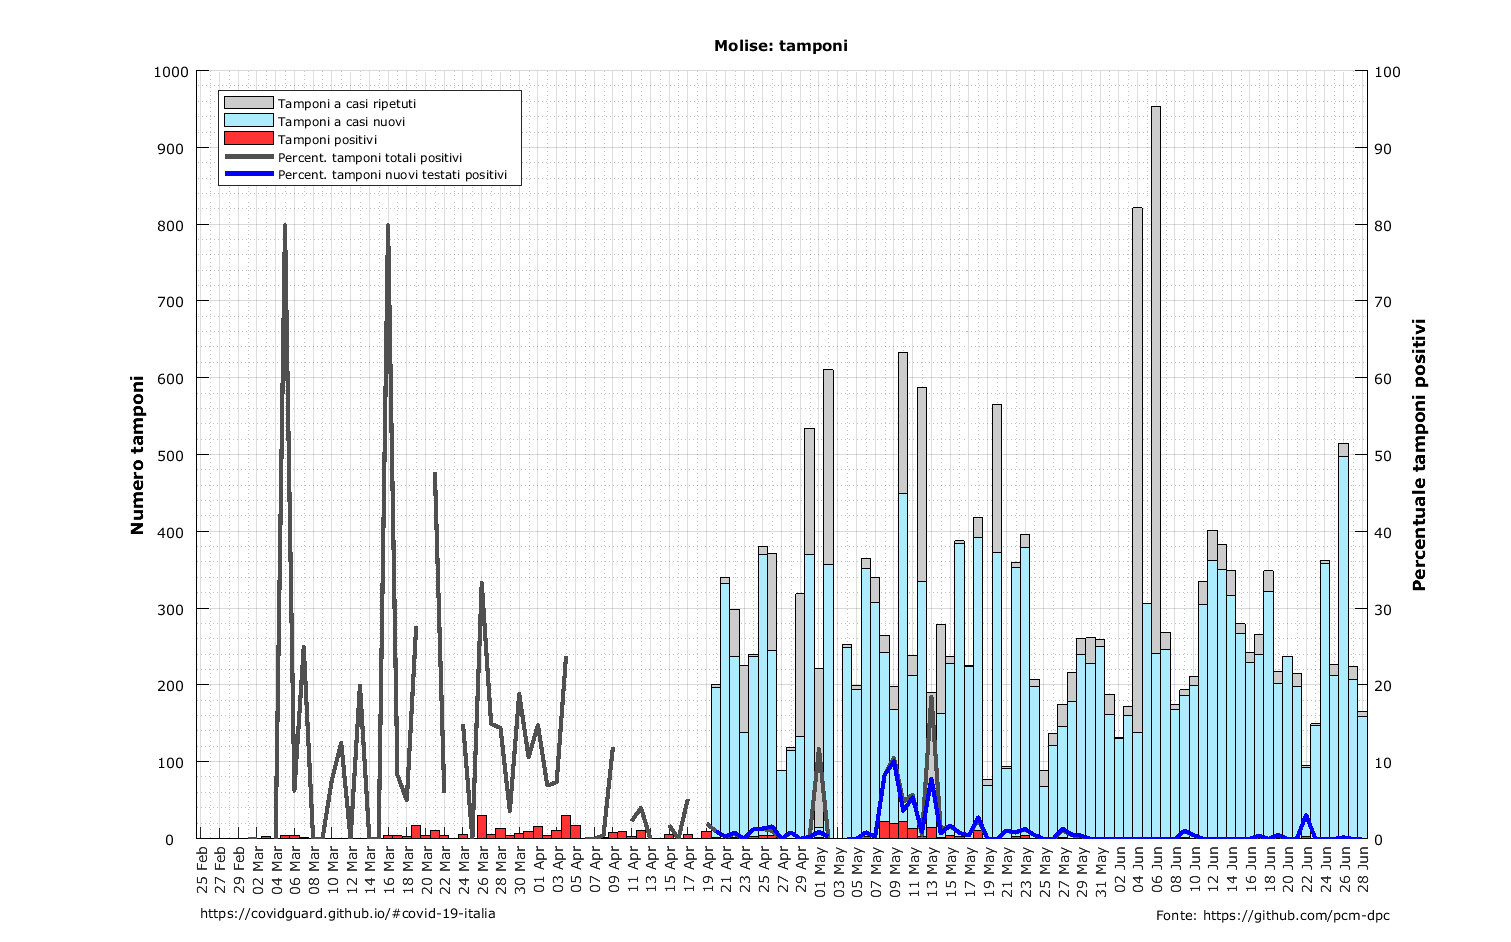 Molise: tamponi
Tamponi a casi ripetuti
Tamponi a casi nuovi
Tamponi positivi
Percent. tamponi totali positivi
Percent. tamponi nuovi testati positivi
Numero tamponi
1000
900
800
700
600
500
400
300
200
100
0
Percentuale tamponi positivi
100
90
80
70
60
50
40
30
20
10
0
25 Feb
27 Feb
29 Feb
02 Mar
04 Mar
06 Mar
08 Mar
10 Mar
12 Mar
14 Mar
16 Mar
18 Mar
20 Mar
22 Mar
24 Mar
26 Mar
28 Mar
30 Mar
01 Apr
03 Apr
05 Apr
07 Apr
09 Apr
11 Apr
13 Apr
15 Apr
17 Apr
19 Apr
21 Apr
23 Apr
25 Apr
27 Apr
29 Apr
01 May
03 May
05 May
07 May
09 May
11 May
13 May
15 May
17 May
19 May
21 May
23 May
25 May
27 May
29 May
31 May
02 Jun
04 Jun
06 Jun
08 Jun
10 Jun
12 Jun
14 Jun
16 Jun
18 Jun
20 Jun
22 Jun
24 Jun
26 Jun
28 Jun
https://covidguard.github.io/#covid-19-italia
Fonte: https://github.com/pcm-dpc